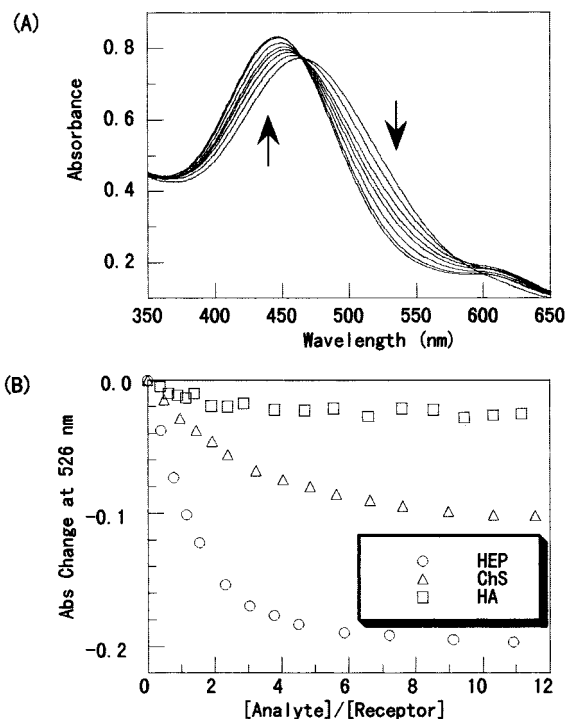 (A)
0.8
0.6
0.4
0.2
Absorbance
350 400 450 500 550 600 650
Wavelength (nm)
(B)
0.0
-0.1
-0.2
Abs Change at 526 nm
HEP
ChS
HA
0 2 4 6 8 10 12
[Analyte]/[Receptor]